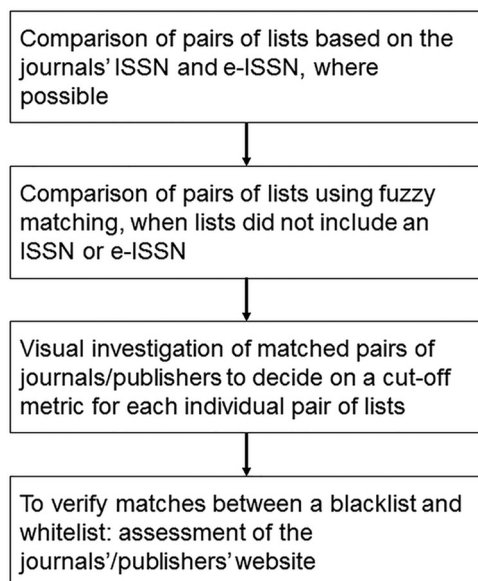 Comparison of pairs of lists based on the
journals' ISSN and e-ISSN, where
possible
Comparison of pairs of lists using fuzzy
matching, when lists did not include an
ISSN or e-ISSN
Visual investigation of matched pairs of
journals/publishers to decide on a cut-off
metric for each individual pair of lists
To verify matches between a blacklist and
whitelist: assessment of the
journals'/publishers' website